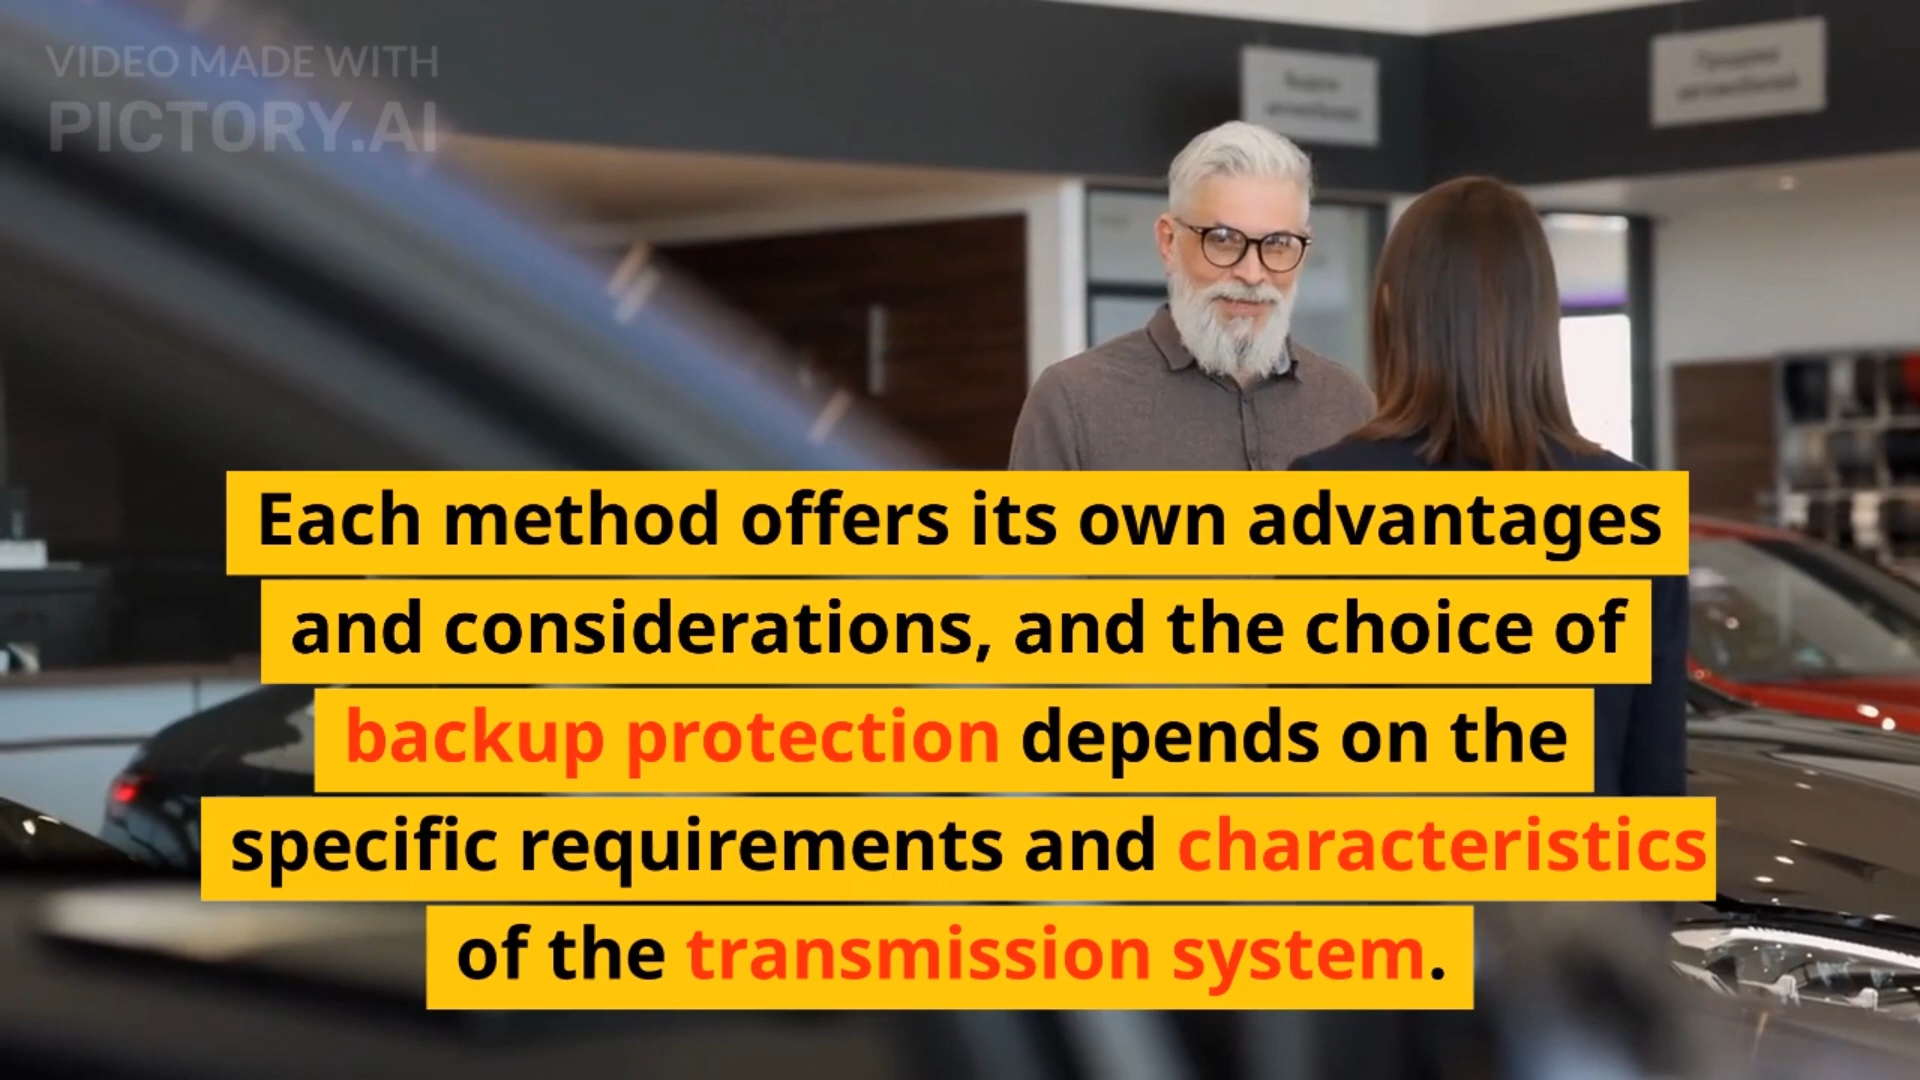 VIDEO MADE WITH
PICTORY.AI
Each method offers its own advantages
and considerations, and the choice of
backup protection depends on the
specific requirements and characteristics
of the transmission system.